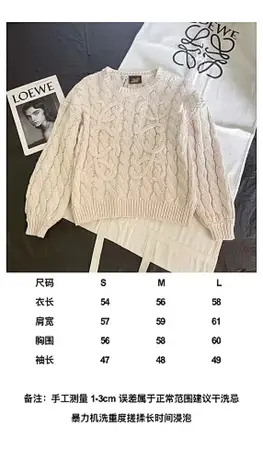 LOEWE
LOEWE
尺码 S M L
衣长 54 56 58
肩宽 57 59 61
胸围 56 58 60
袖长 47 48 49
备注：手工测量 1-3cm 误差属于正常范围建议干洗忌
暴力机洗重度搓揉长时间浸泡